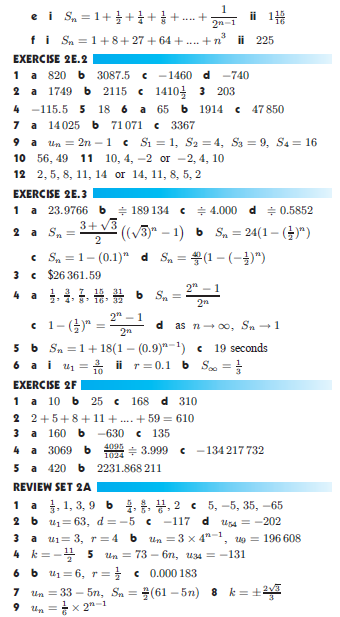 e i Sₙ = 1 + 1/2 + 1/4 + 1/8 + .... + 1/2ⁿ⁻¹ ii 1 15/16
f i Sₙ = 1 + 8 + 27 + 64 + .... + n³ ii 225
EXERCISE 2E.2
1 a 820 b 3087.5 c −1460 d −740
2 a 1749 b 2115 c 1410 1/2 3 203
4 −115.5 5 18 6 a 65 b 1914 c 47 850
7 a 14 025 b 71 071 c 3367
9 a uₙ = 2n − 1 c S₁ = 1, S₂ = 4, S₃ = 9, S₄ = 16
10 56, 49 11 10, 4, −2 or −2, 4, 10
12 2, 5, 8, 11, 14 or 14, 11, 8, 5, 2
EXERCISE 2E.3
1 a 23.9766 b ≑ 189 134 c ≑ 4.000 d ≑ 0.5852
2 a Sₙ = (3 + √3)/2 ((√3)ⁿ − 1) b Sₙ = 24(1 − (1/2)ⁿ)
c Sₙ = 1 − (0.1)ⁿ d Sₙ = 40/3 (1 − (−1/2)ⁿ)
3 c $26 361.59
4 a 1/2, 3/4, 7/8, 15/16, 31/32 b Sₙ = (2ⁿ − 1)/2ⁿ
c 1 − (1/2)ⁿ = (2ⁿ − 1)/2ⁿ d as n → ∞, Sₙ → 1
5 b Sₙ = 1 + 18(1 − (0.9)ⁿ⁻¹) c 19 seconds
6 a i u₁ = 3/10 ii r = 0.1 b S∞ = 1/3
EXERCISE 2F
1 a 10 b 25 c 168 d 310
2 2 + 5 + 8 + 11 + .... + 59 = 610
3 a 160 b −630 c 135
4 a 3069 b 4095/1024 ≑ 3.999 c −134 217 732
5 a 420 b 2231.868 211
REVIEW SET 2A
1 a 1/3, 1, 3, 9 b 5/4, 8/5, 11/6, 2 c 5, −5, 35, −65
2 b u₁ = 63, d = −5 c −117 d u₅₄ = −202
3 a u₁ = 3, r = 4 b uₙ = 3 × 4ⁿ⁻¹, u₉ = 196 608
4 k = −11/2 5 uₙ = 73 − 6n, u₃₄ = −131
6 b u₁ = 6, r = 1/2 c 0.000 183
7 uₙ = 33 − 5n, Sₙ = n/2 (61 − 5n) 8 k = ±2√3/3
9 uₙ = 1/6 × 2ⁿ⁻¹